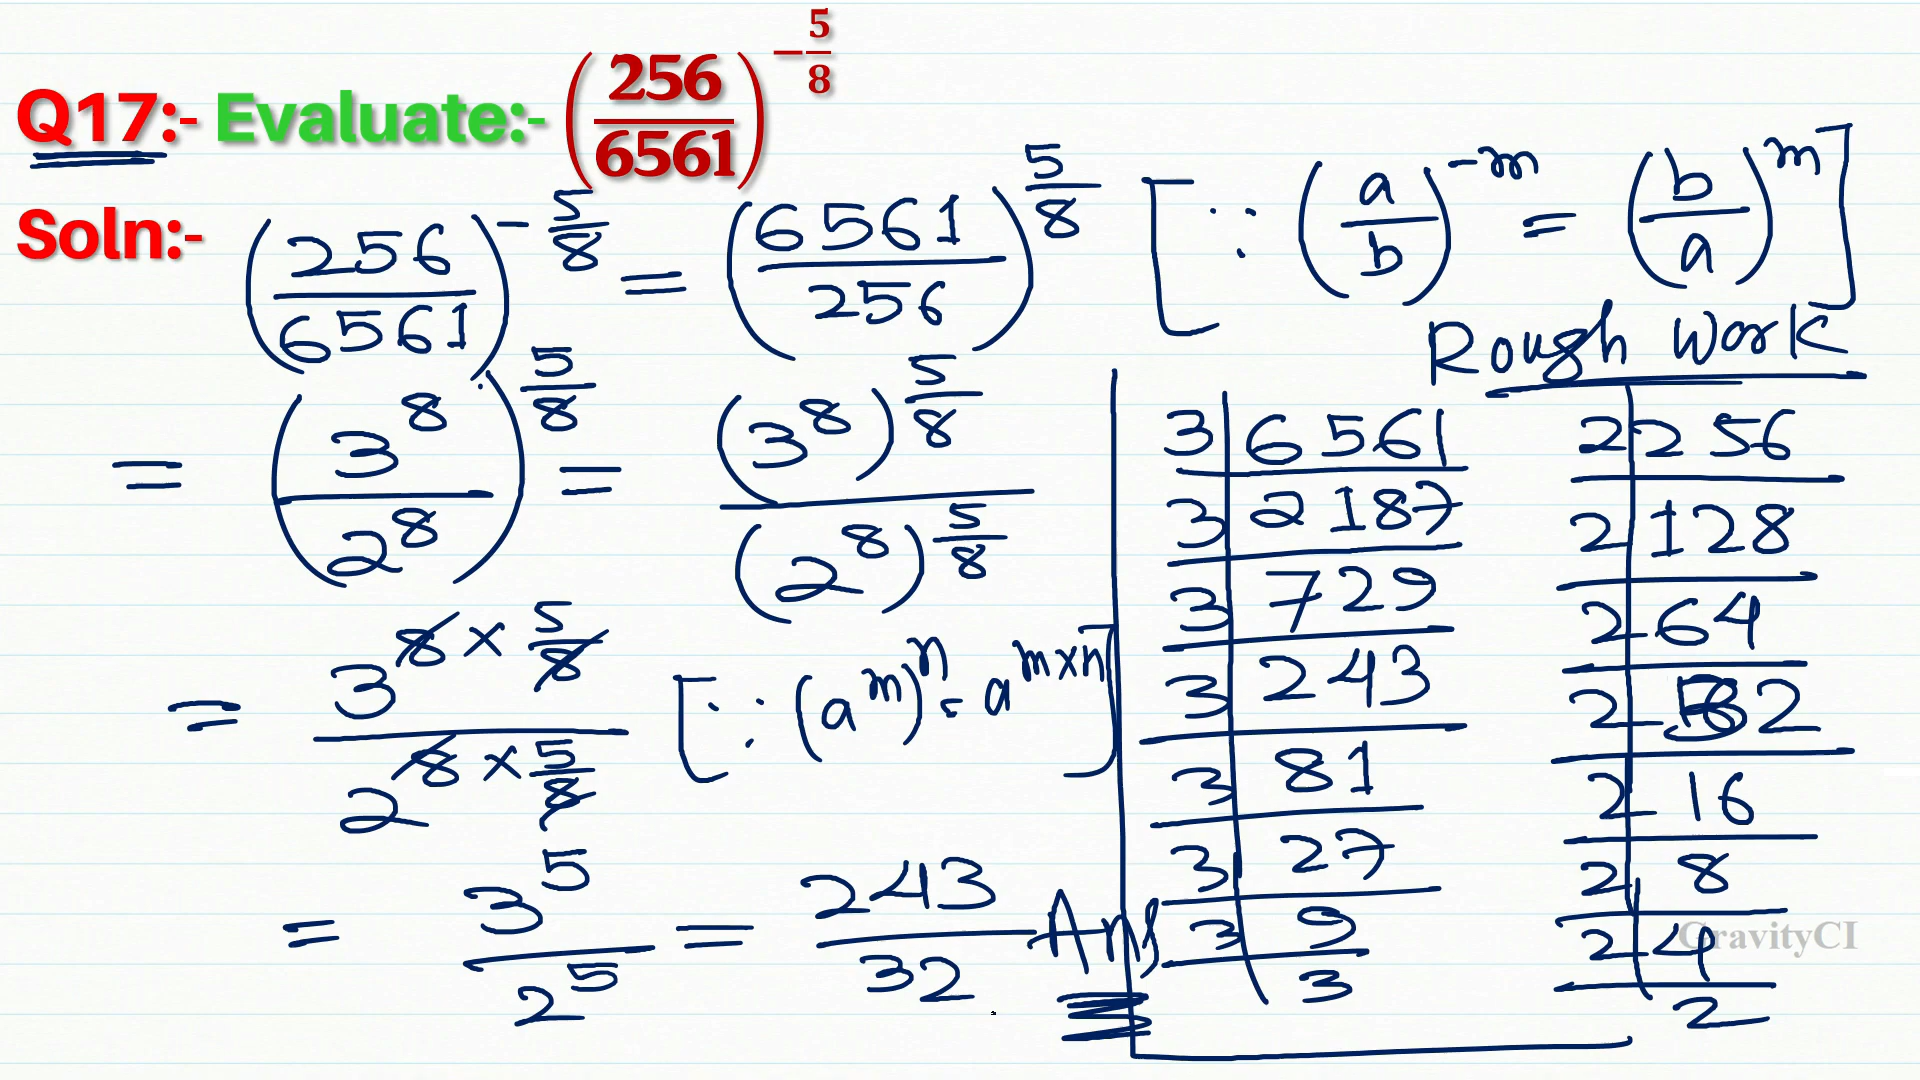 Q17:- Evaluate:- (256/6561)^(-5/8)
Soln:- (256/6561)^(-5/8) = (6561/256)^(5/8) [∵ (a/b)^(-m) = (b/a)^m]
= (3^8/2^8)^(5/8) = (3^8)^(5/8)/(2^8)^(5/8)
= 3^(8×5/8)/2^(8×5/8) [∵ (a^m)^n = a^(m×n)]
= 3^5/2^5 = 243/32 Ans
Rough Work
3 | 6561
3 | 2187
3 | 729
3 | 243
3 | 81
3 | 27
3 | 9
3
2 | 256
2 | 128
2 | 64
2 | 32
2 | 16
2 | 8
2 | 4
2
GravityCI